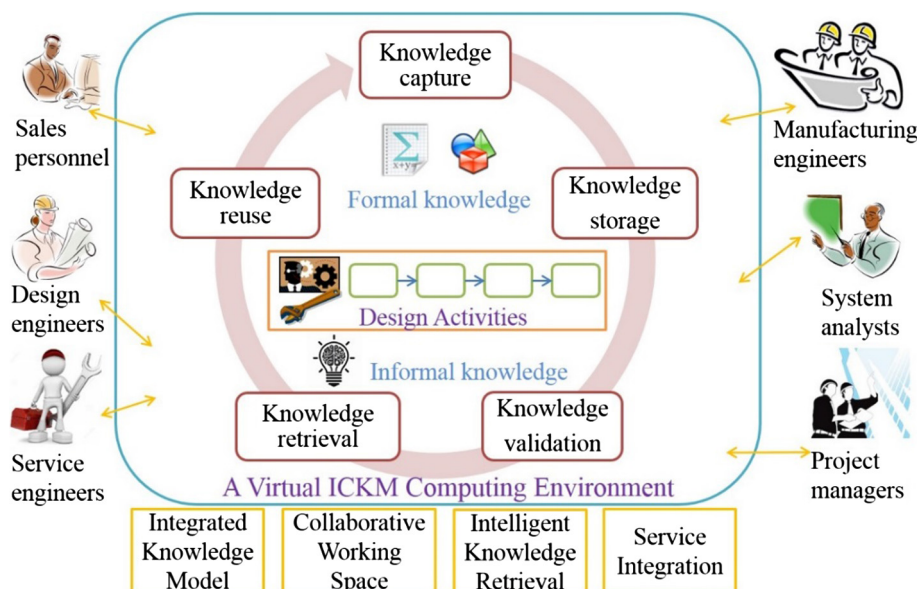 Knowledge
capture
Sales
personnel
Manufacturing
engineers
Σ
x+y
Formal knowledge
Knowledge
reuse
Knowledge
storage
Design Activities
Design
engineers
System
analysts
Informal knowledge
Knowledge
retrieval
Knowledge
validation
Service
engineers
Project
managers
A Virtual ICKM Computing Environment
Integrated
Knowledge
Model
Collaborative
Working
Space
Intelligent
Knowledge
Retrieval
Service
Integration